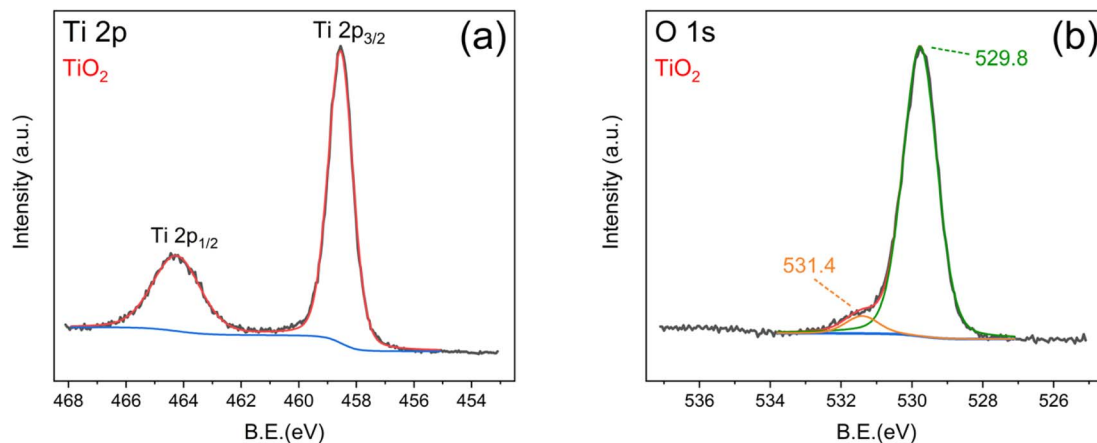 Ti 2p
Ti 2p3/2
(a)
TiO2
Ti 2p1/2
Intensity (a.u.)
468 466 464 462 460 458 456 454
B.E.(eV)
O 1s
(b)
TiO2
529.8
531.4
Intensity (a.u.)
536 534 532 530 528 526
B.E.(eV)